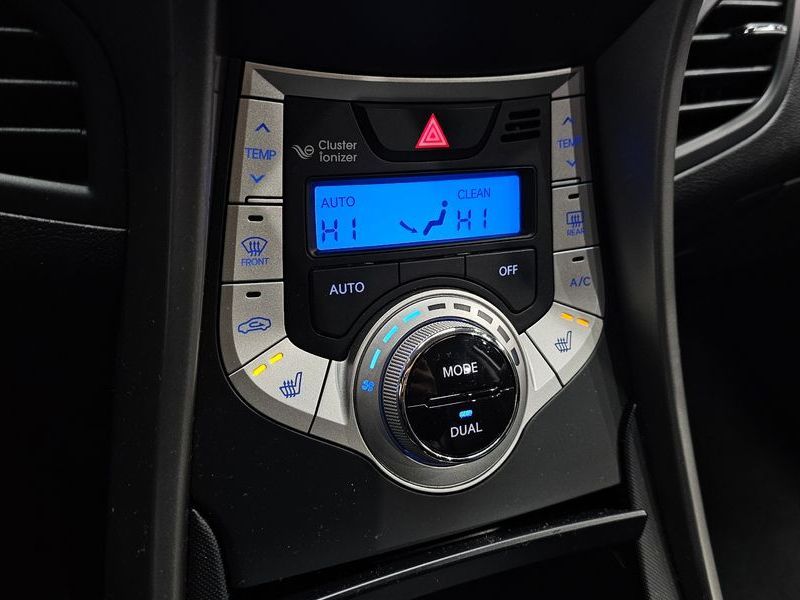 Cluster
ionizer
TEMP
TEMP
AUTO
CLEAN
HI
HI
FRONT
REAR
AUTO
OFF
A/C
MODE
DUAL